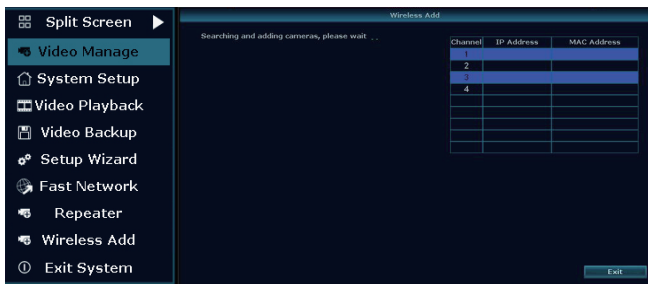 Split Screen
Video Manage
System Setup
Video Playback
Video Backup
Setup Wizard
Fast Network
Repeater
Wireless Add
Exit System
Wireless Add
Searching and adding cameras, please wait . .
Channel IP Address MAC Address
1
2
3
4
Exit